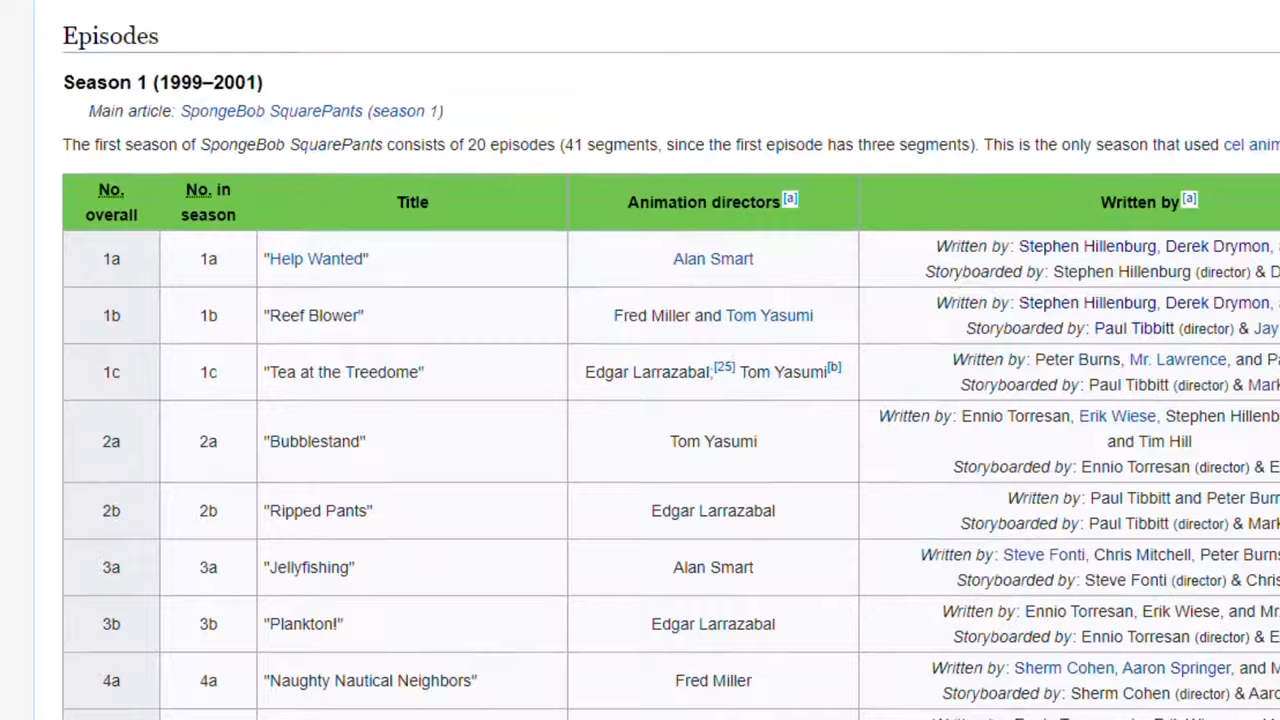 Episodes
Season 1 (1999–2001)
Main article: SpongeBob SquarePants (season 1)
The first season of SpongeBob SquarePants consists of 20 episodes (41 segments, since the first episode has three segments). This is the only season that used cel
No. overall No. in season Title Animation directors[a] Written by[a]
1a 1a "Help Wanted" Alan Smart Written by: Stephen Hillenburg, Derek Drymon,
Storyboarded by: Stephen Hillenburg (director) &
1b 1b "Reef Blower" Fred Miller and Tom Yasumi Written by: Stephen Hillenburg, Derek Drymon,
Storyboarded by: Paul Tibbitt (director) & Jay
1c 1c "Tea at the Treedome" Edgar Larrazabal;[25] Tom Yasumi[b] Written by: Peter Burns, Mr. Lawrence, and
Storyboarded by: Paul Tibbitt (director) & Mark
2a 2a "Bubblestand" Tom Yasumi Written by: Ennio Torresan, Erik Wiese, Stephen
and Tim Hill
Storyboarded by: Ennio Torresan (director) &
2b 2b "Ripped Pants" Edgar Larrazabal Written by: Paul Tibbitt and Peter
Storyboarded by: Paul Tibbitt (director) & Mark
3a 3a "Jellyfishing" Alan Smart Written by: Steve Fonti, Chris Mitchell, Peter Burns
Storyboarded by: Steve Fonti (director) & Chris
3b 3b "Plankton!" Edgar Larrazabal Written by: Ennio Torresan, Erik Wiese, and
Storyboarded by: Ennio Torresan (director) &
4a 4a "Naughty Nautical Neighbors" Fred Miller Written by: Sherm Cohen, Aaron Springer, and
Storyboarded by: Sherm Cohen (director) &